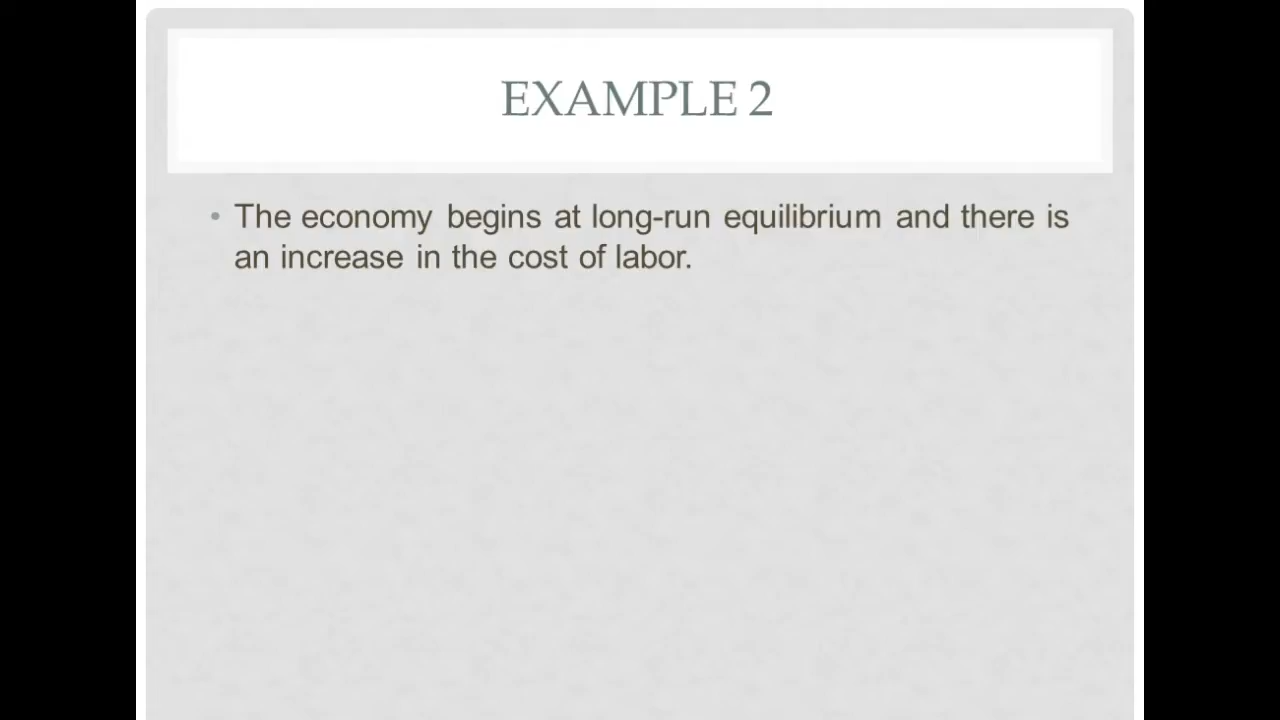 EXAMPLE 2
• The economy begins at long-run equilibrium and there is
an increase in the cost of labor.